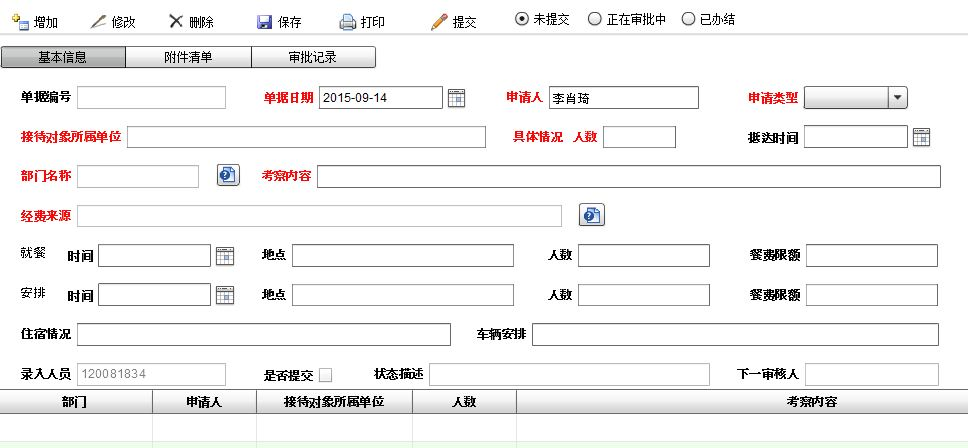 增加 修改 删除 保存 打印 提交 未提交 正在审批中 已办结
基本信息 附件清单 审批记录
单据编号 单据日期 2015-09-14 申请人 李肖琦 申请类型
接待对象所属单位 具体情况 人数 抵达时间
部门名称 考察内容
经费来源
就餐 时间 地点 人数 餐费限额
安排 时间 地点 人数 餐费限额
住宿情况 车辆安排
录入人员 120081834 是否提交 状态描述 下一审核人
部门 申请人 接待对象所属单位 人数 考察内容